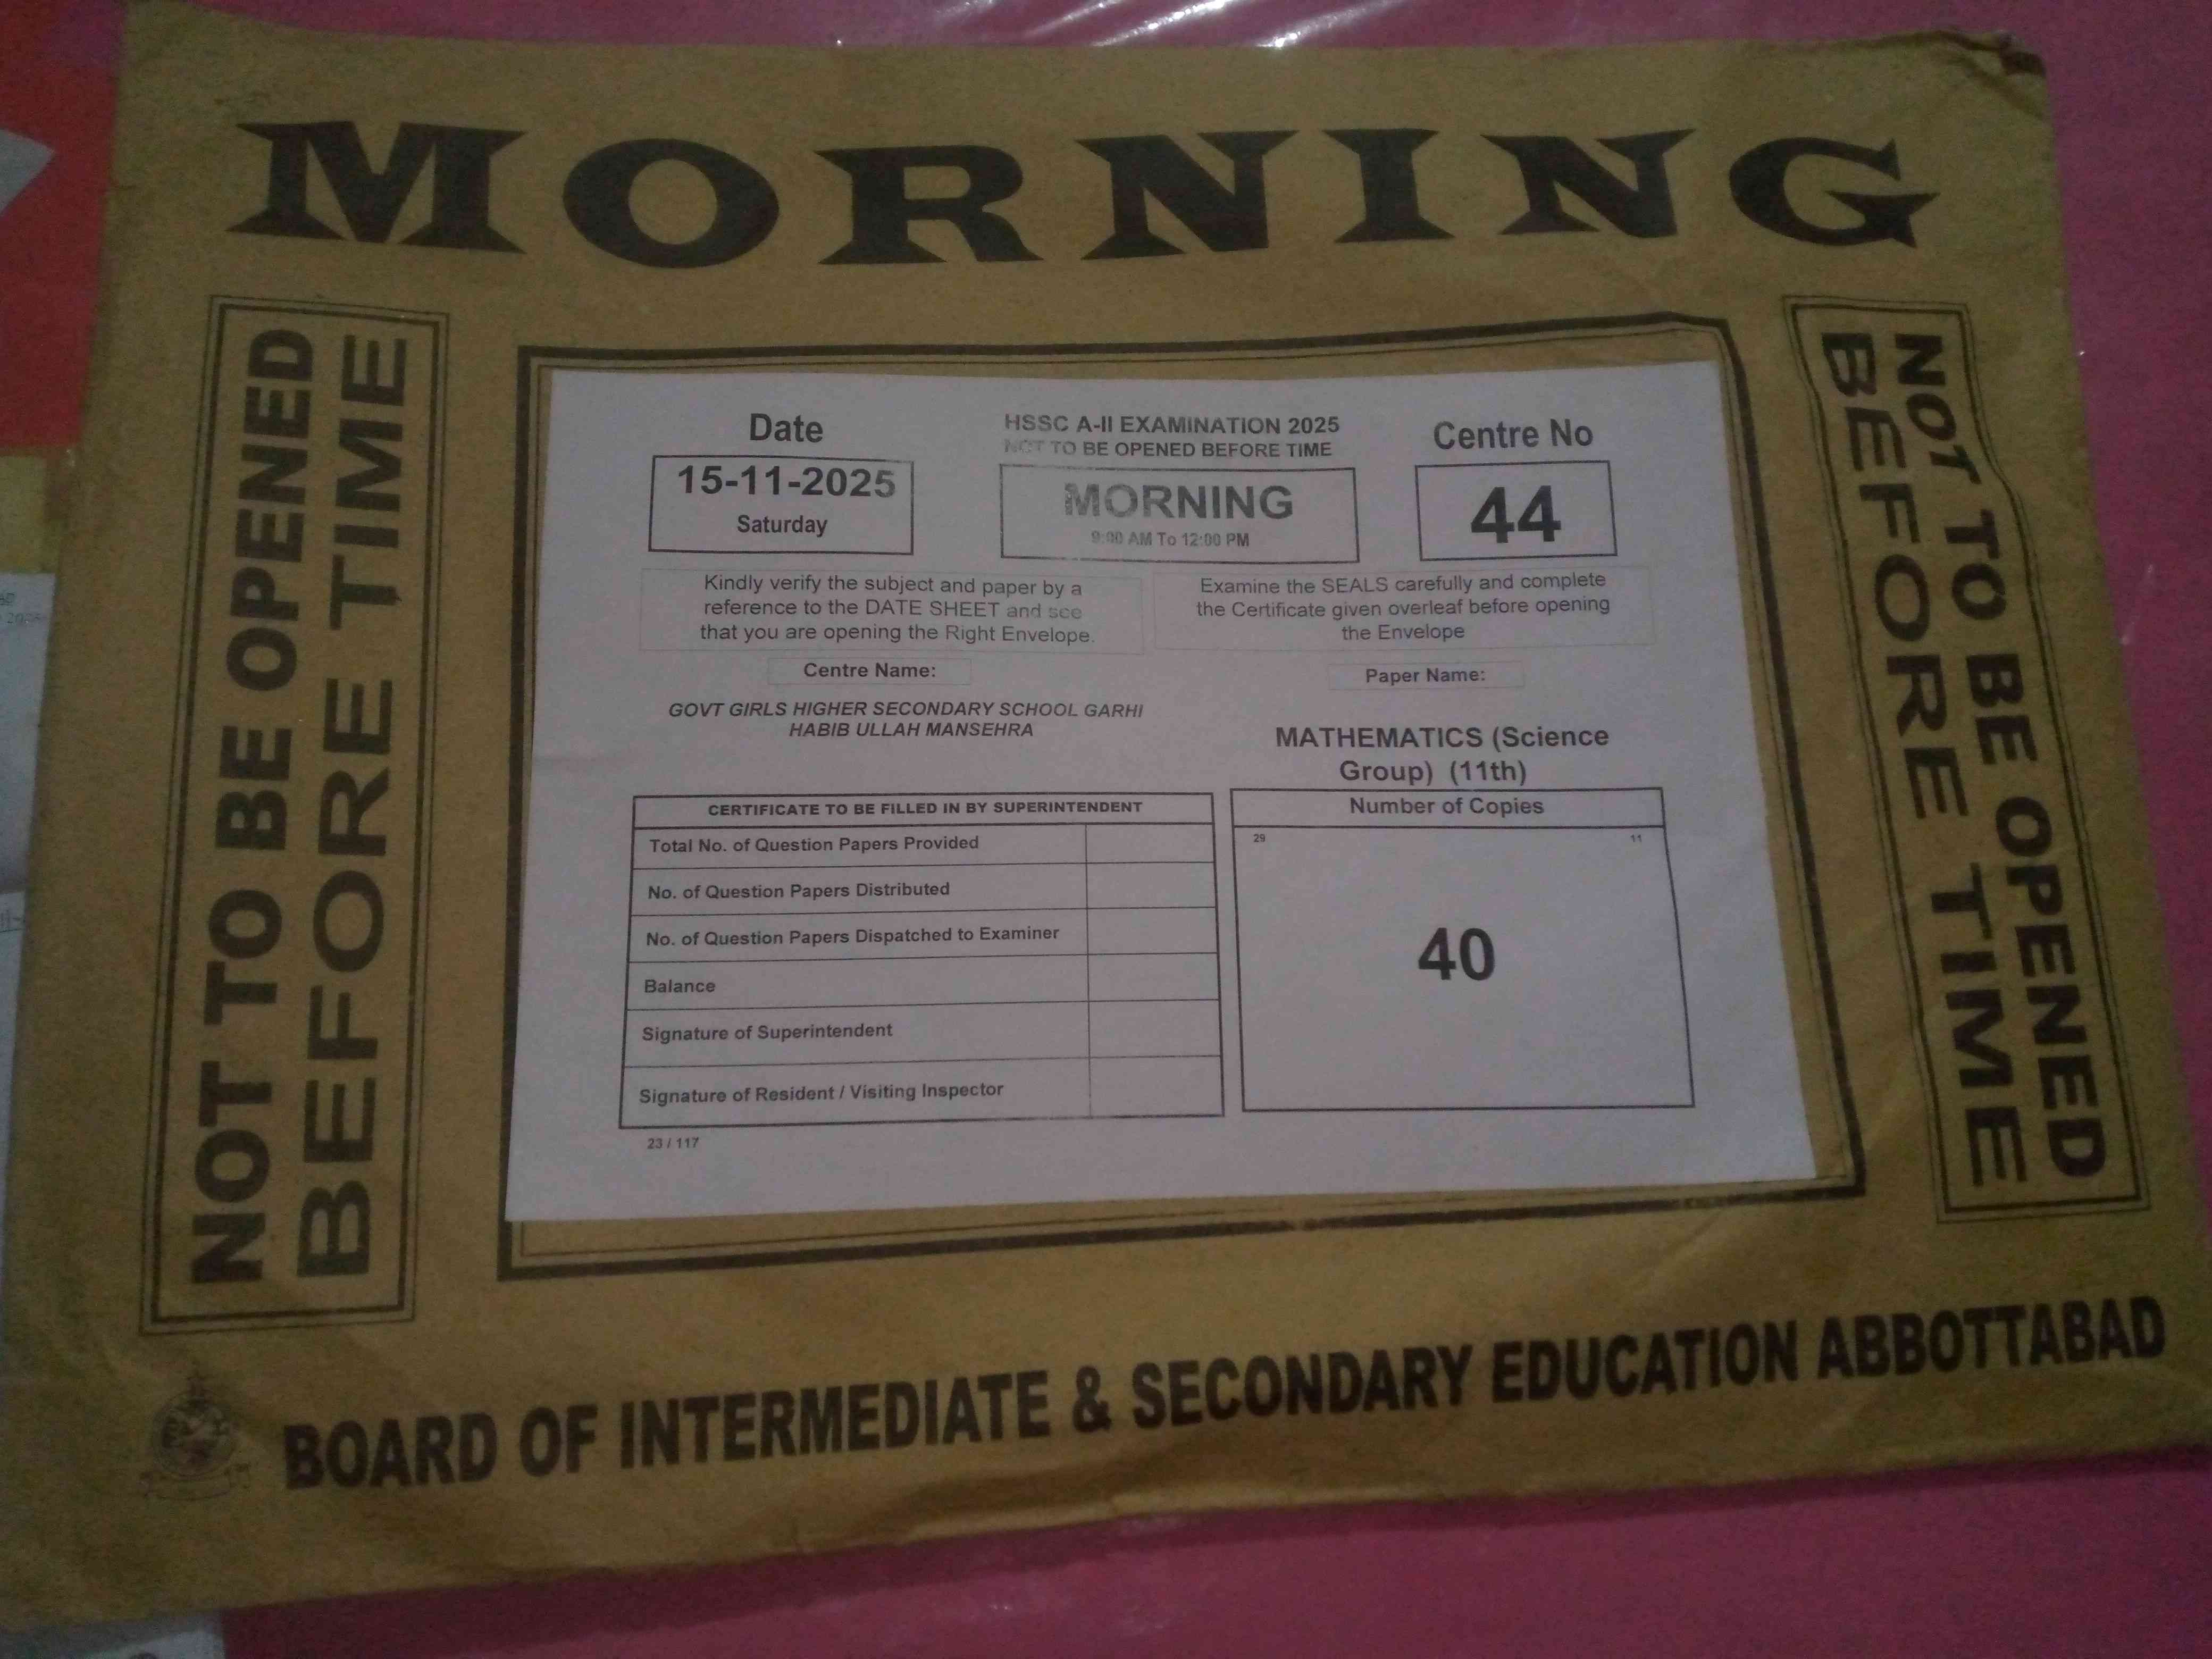 MORNING
NOT TO BE OPENED
BEFORE TIME
Date
15-11-2025
Saturday
HSSC A-II EXAMINATION 2025
NOT TO BE OPENED BEFORE TIME
MORNING
9:00 AM To 12:00 PM
Centre No
44
Kindly verify the subject and paper by a
reference to the DATE SHEET and see
that you are opening the Right Envelope.
Examine the SEALS carefully and complete
the Certificate given overleaf before opening
the Envelope
Centre Name:
GOVT GIRLS HIGHER SECONDARY SCHOOL GARHI
HABIB ULLAH MANSEHRA
Paper Name:
MATHEMATICS (Science
Group) (11th)
CERTIFICATE TO BE FILLED IN BY SUPERINTENDENT
Total No. of Question Papers Provided
No. of Question Papers Distributed
No. of Question Papers Dispatched to Examiner
Balance
Signature of Superintendent
Signature of Resident / Visiting Inspector
23 / 117
Number of Copies
29 11
40
NOT TO BE OPENED
BEFORE TIME
BOARD OF INTERMEDIATE & SECONDARY EDUCATION ABBOTTABAD